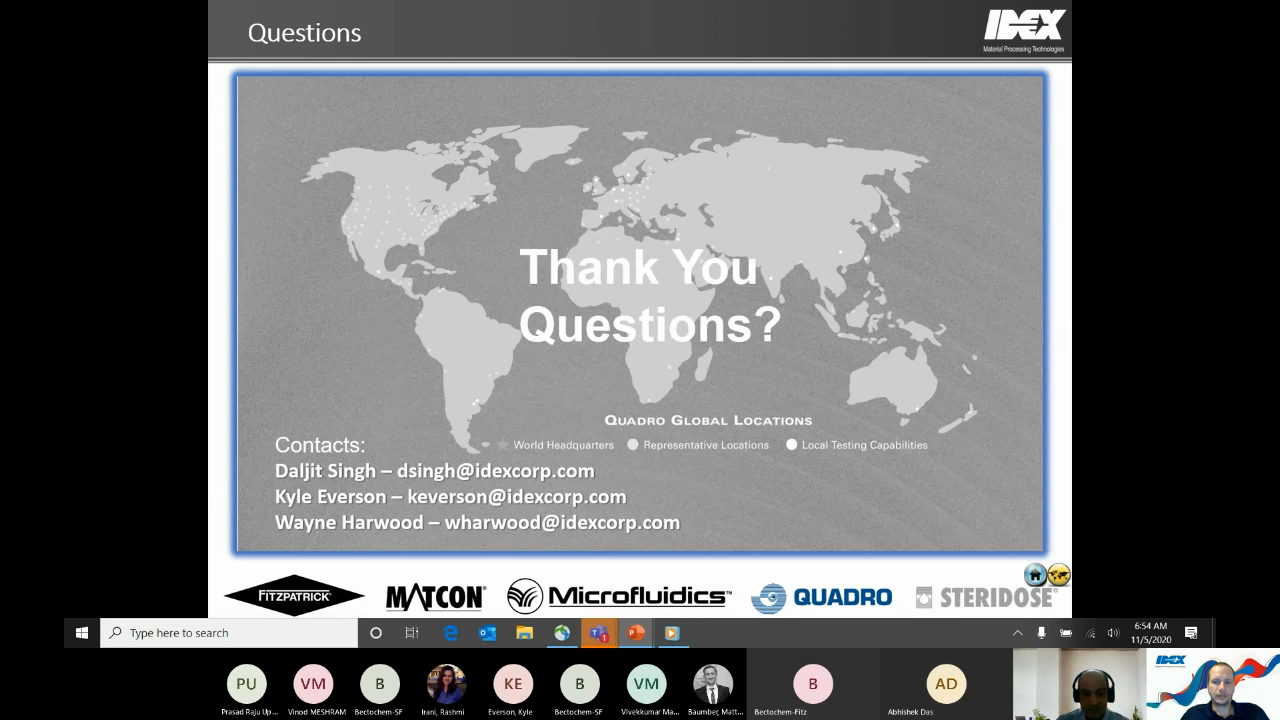 Questions
IDEX
Material Processing Technologies
Thank You
Questions?
QUADRO GLOBAL LOCATIONS
World Headquarters
Representative Locations
Local Testing Capabilities
Contacts:
Daljit Singh – dsingh@idexcorp.com
Kyle Everson – keverson@idexcorp.com
Wayne Harwood – wharwood@idexcorp.com
FITZPATRICK®
MATCON®
Microfluidics™
QUADRO
STERIDOSE®
Type here to search
1
6:54 AM
11/5/2020
PU
VM
B
KE
B
VM
B
AD
IDEX
Prasad Raju Up...
Vinod MESHRAM
Bectochem-SF
Irani, Rashmi
Everson, Kyle
Bectochem-SF
Vivekkumar Ma...
Baumber, Matt...
Bectochem-Fitz
Abhishek Das